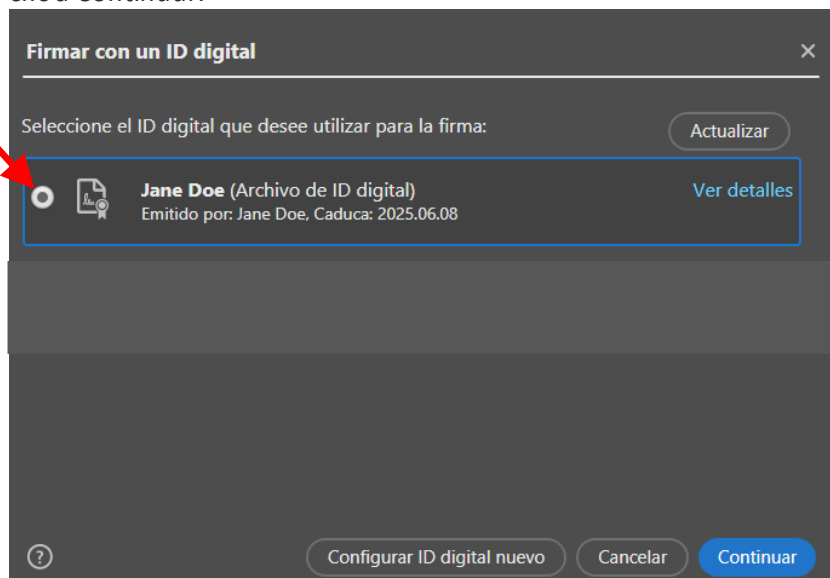 Firmar con un ID digital
Seleccione el ID digital que desee utilizar para la firma:
Actualizar
Jane Doe (Archivo de ID digital)
Ver detalles
Emitido por: Jane Doe, Caduca: 2025.06.08
Configurar ID digital nuevo
Cancelar
Continuar